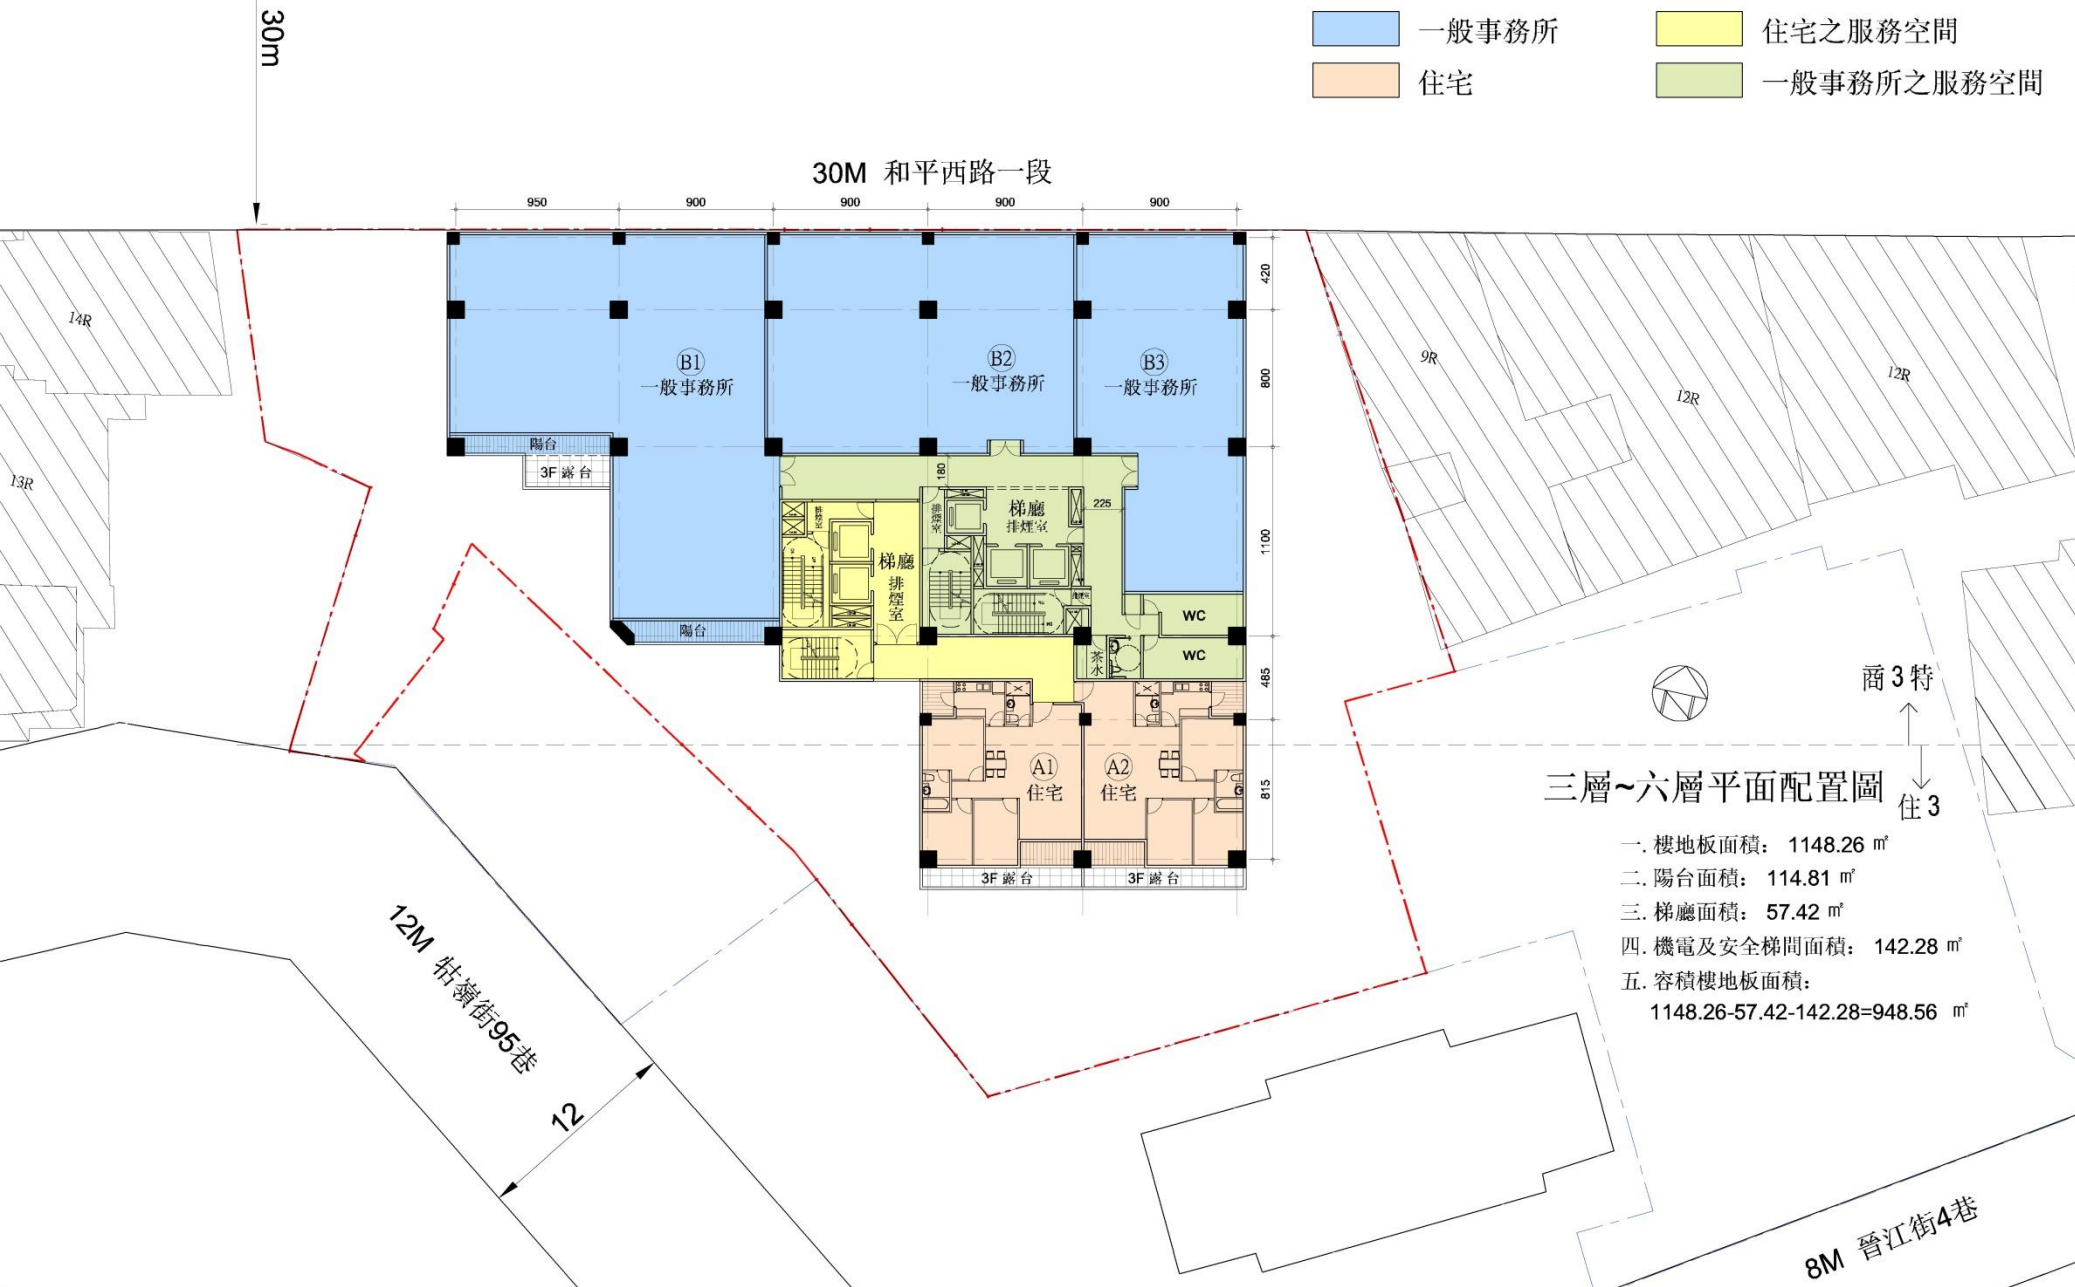 30m
一般事務所
住宅之服務空間
住宅
一般事務所之服務空間
30M 和平西路一段
950
900
900
900
900
420
14R
B1
一般事務所
B2
一般事務所
B3
一般事務所
800
9R
12R
12R
陽台
3F 露台
13R
180
排煙室
排煙室
梯廳
排煙室
225
1100
梯廳
排煙室
陽台
WC
WC
茶水
485
A1
住宅
A2
住宅
815
3F 露台
3F 露台
商3特
住3
三層~六層平面配置圖
一. 樓地板面積: 1148.26 ㎡
二. 陽台面積: 114.81 ㎡
三. 梯廳面積: 57.42 ㎡
四. 機電及安全梯間面積: 142.28 ㎡
五. 容積樓地板面積:
1148.26-57.42-142.28=948.56 ㎡
12M 牯嶺街95巷
12
8M 晉江街4巷